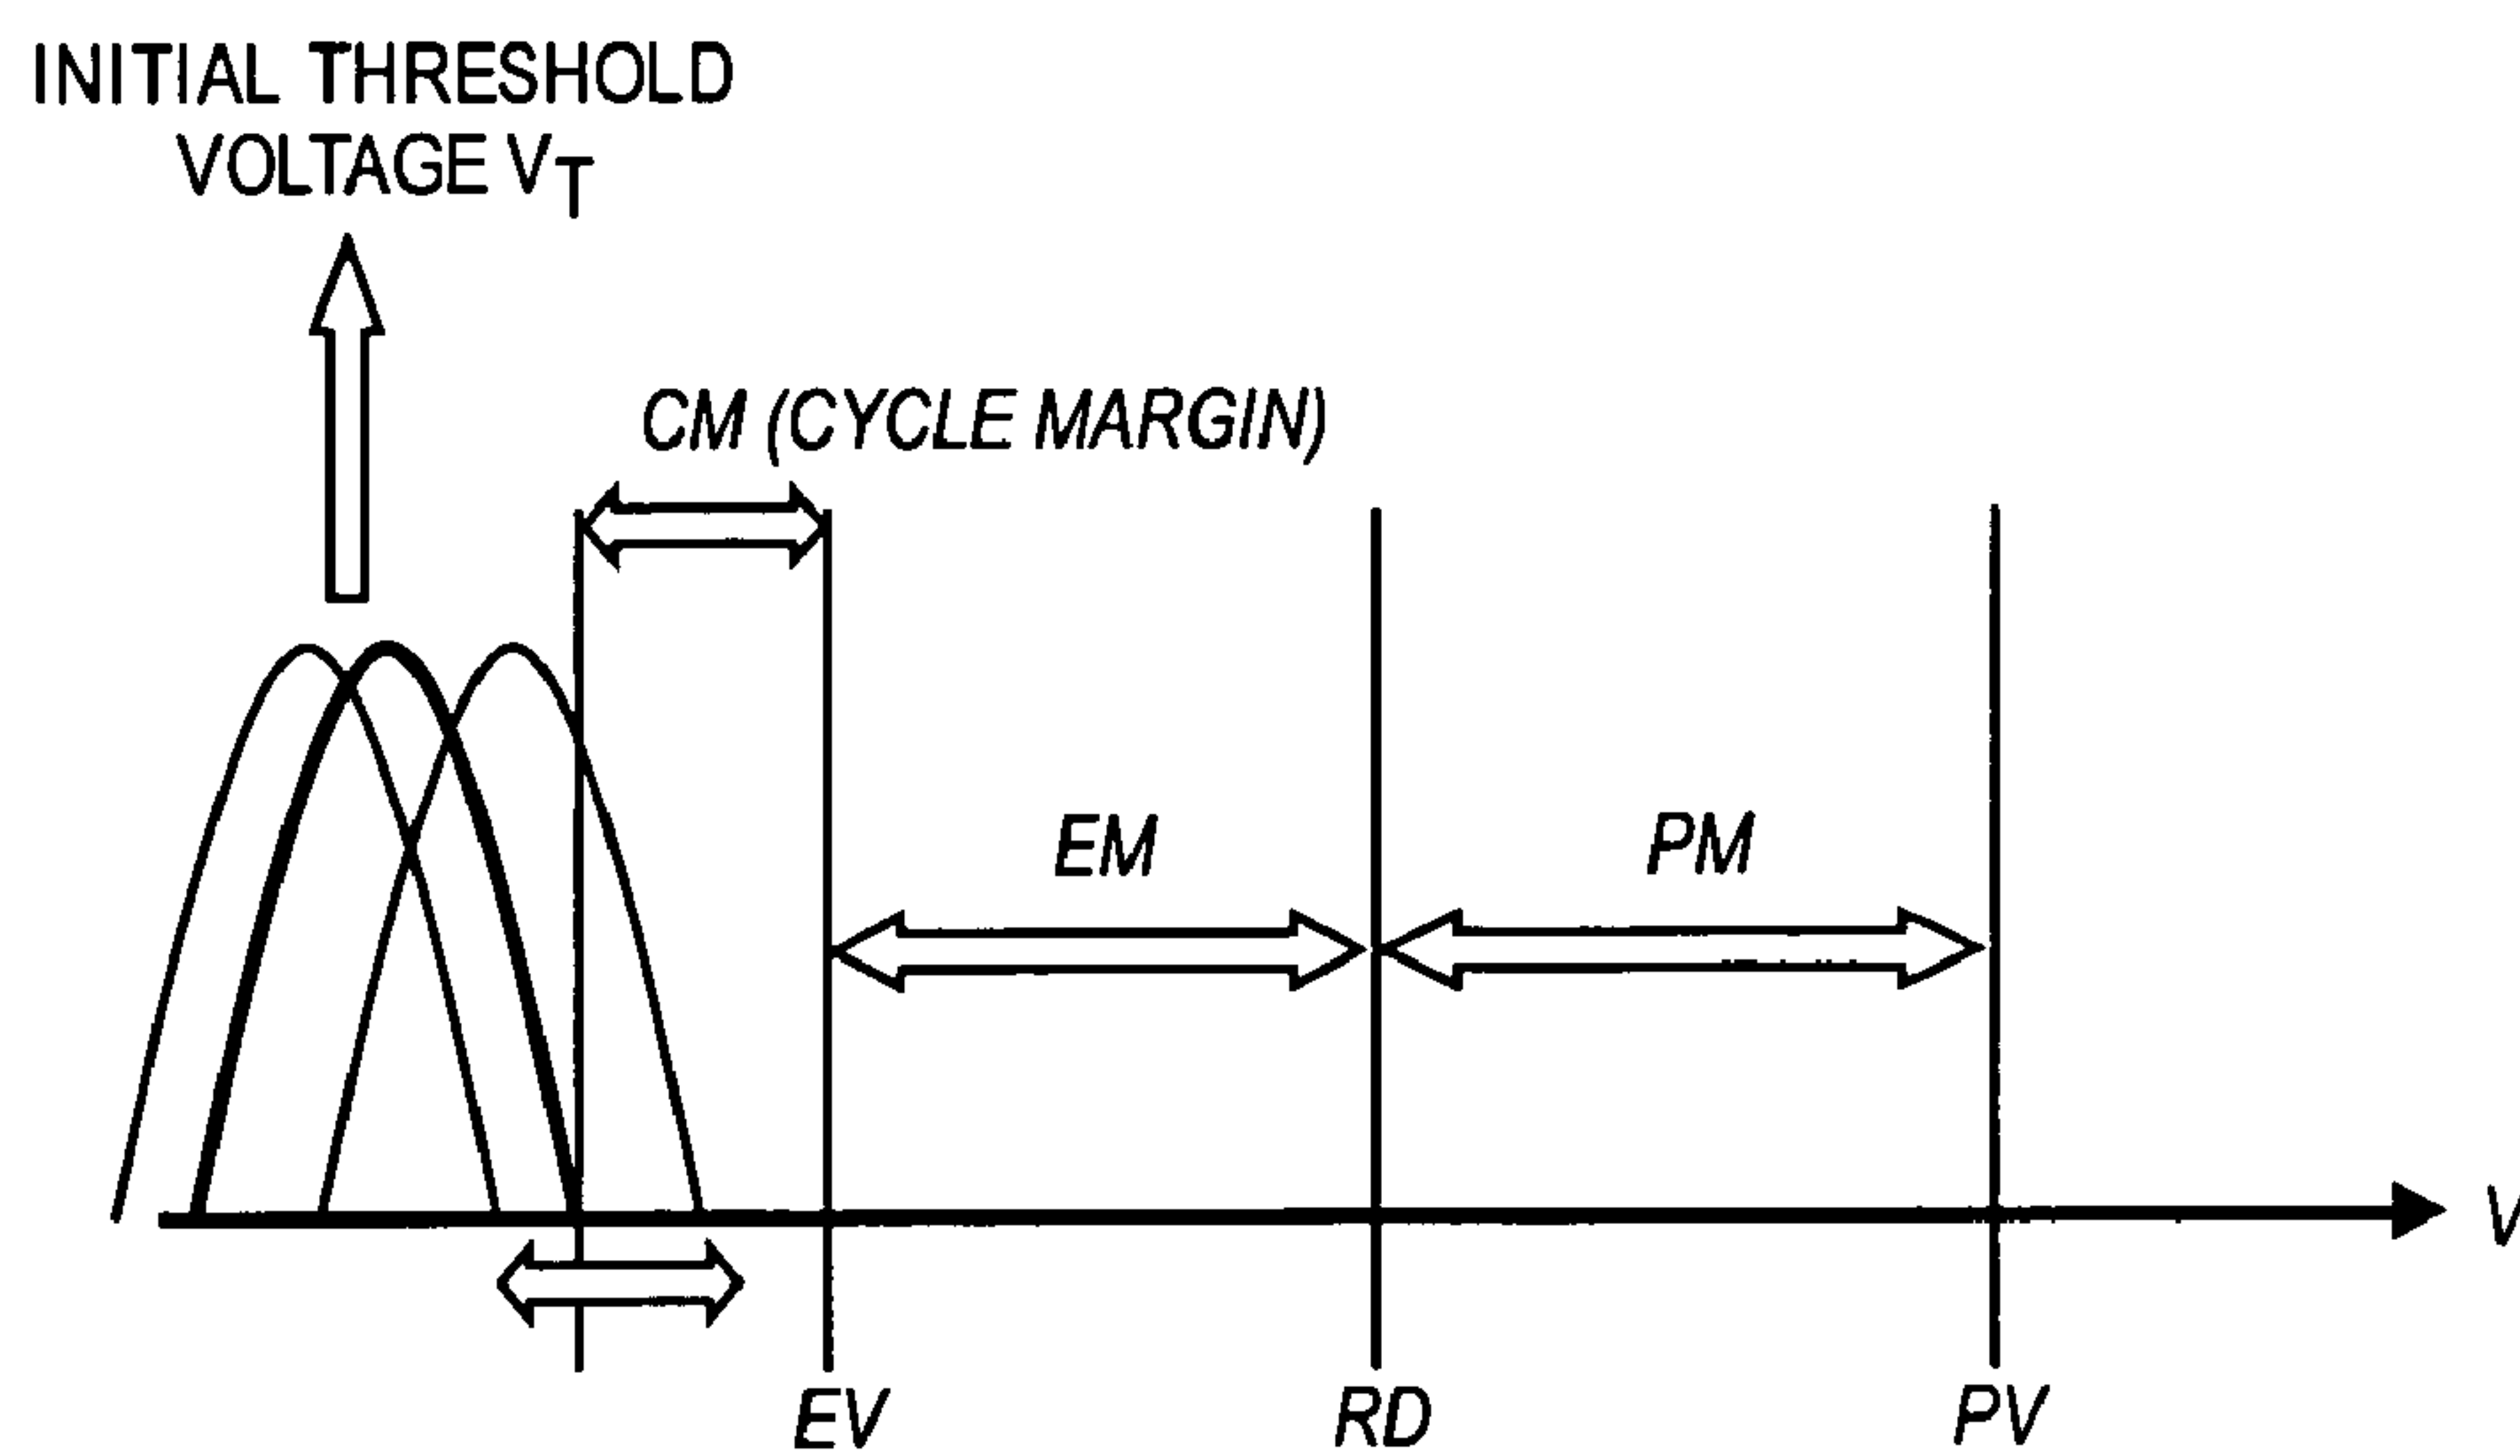 INITIAL THRESHOLD
VOLTAGE VT
CM (CYCLE MARGIN)
EM
PM
V
EV
RD
PV